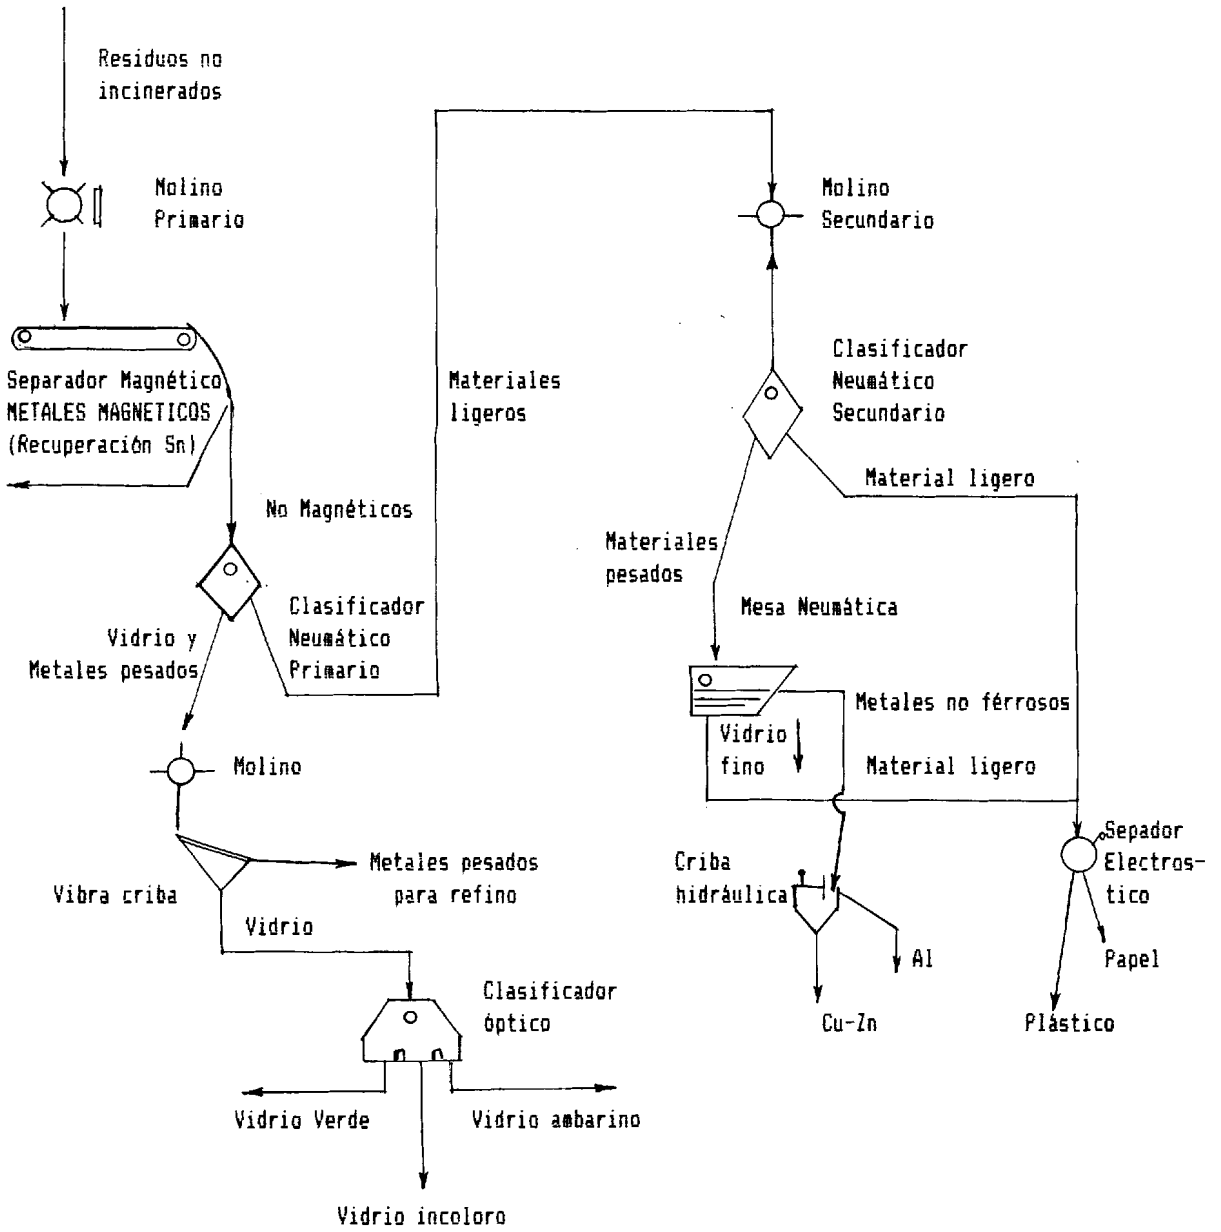 Residuos no
incinerados
Molino
Primario
Separador Magnético
METALES MAGNETICOS
(Recuperación Sn)
No Magnéticos
Clasificador
Neumático
Primario
Vidrio y
Metales pesados
Molino
Vibra criba
Metales pesados
para refino
Vidrio
Clasificador
óptico
Vidrio Verde
Vidrio ambarino
Vidrio incoloro
Materiales
ligeros
Molino
Secundario
Clasificador
Neumático
Secundario
Material ligero
Materiales
pesados
Mesa Neumática
Metales no férrosos
Vidrio
fino
Material ligero
Criba
hidráulica
Al
Cu-Zn
Sepador
Electros-
tico
Papel
Plástico